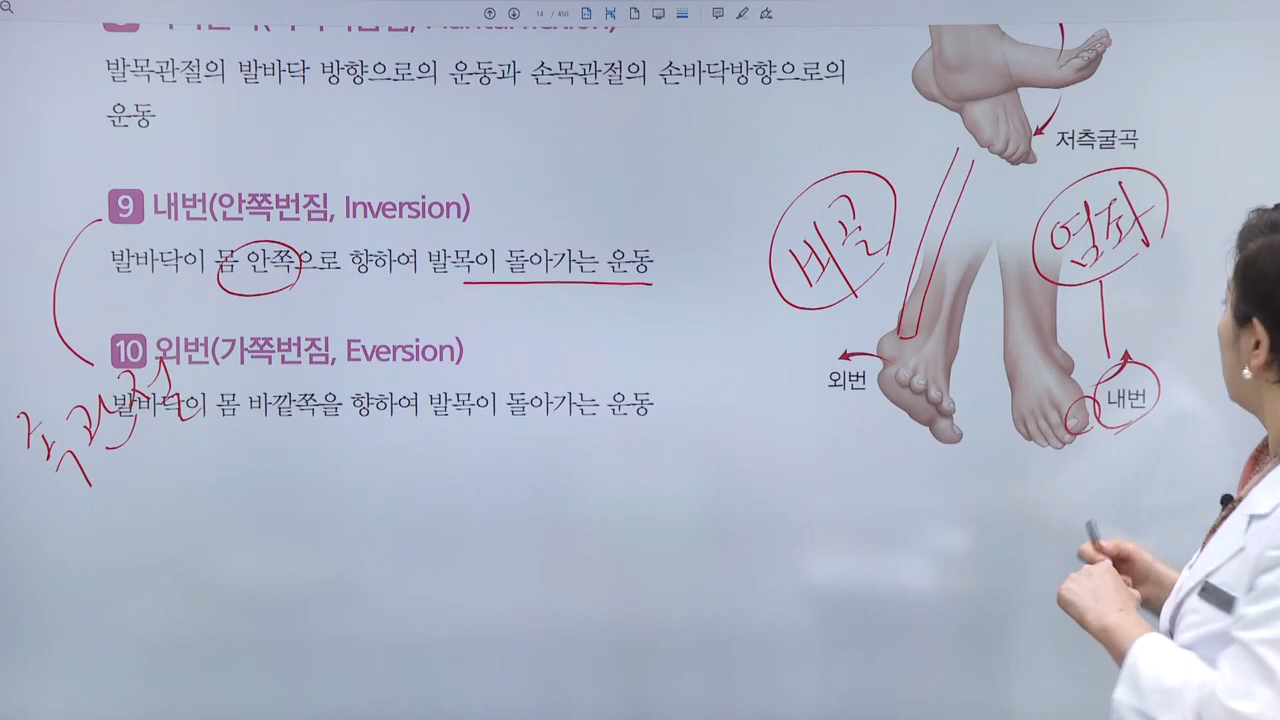 14 / 450
발목관절의 발바닥 방향으로의 운동과 손목관절의 손바닥방향으로의
운동
저측굴곡
9 내번(안쪽번짐, Inversion)
발바닥이 몸 안쪽으로 향하여 발목이 돌아가는 운동
비골
염좌
10 외번(가쪽번짐, Eversion)
발바닥이 몸 바깥쪽을 향하여 발목이 돌아가는 운동
족관절
외번
내번